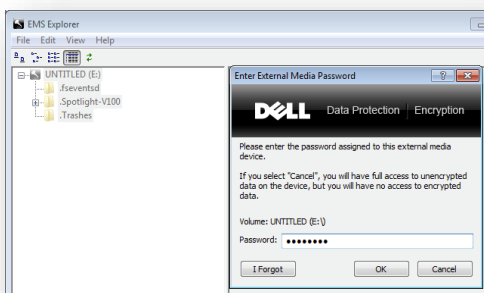 EMS Explorer
File Edit View Help
UNTITLED (E:)
.fseventsd
.Spotlight-V100
.Trashes
Enter External Media Password
DELL Data Protection | Encryption
Please enter the password assigned to this external media
device.
If you select "Cancel", you will have full access to unencrypted
data on the device, but you will have no access to encrypted
data.
Volume: UNTITLED (E:\)
Password: ●●●●●●●●
I Forgot OK Cancel